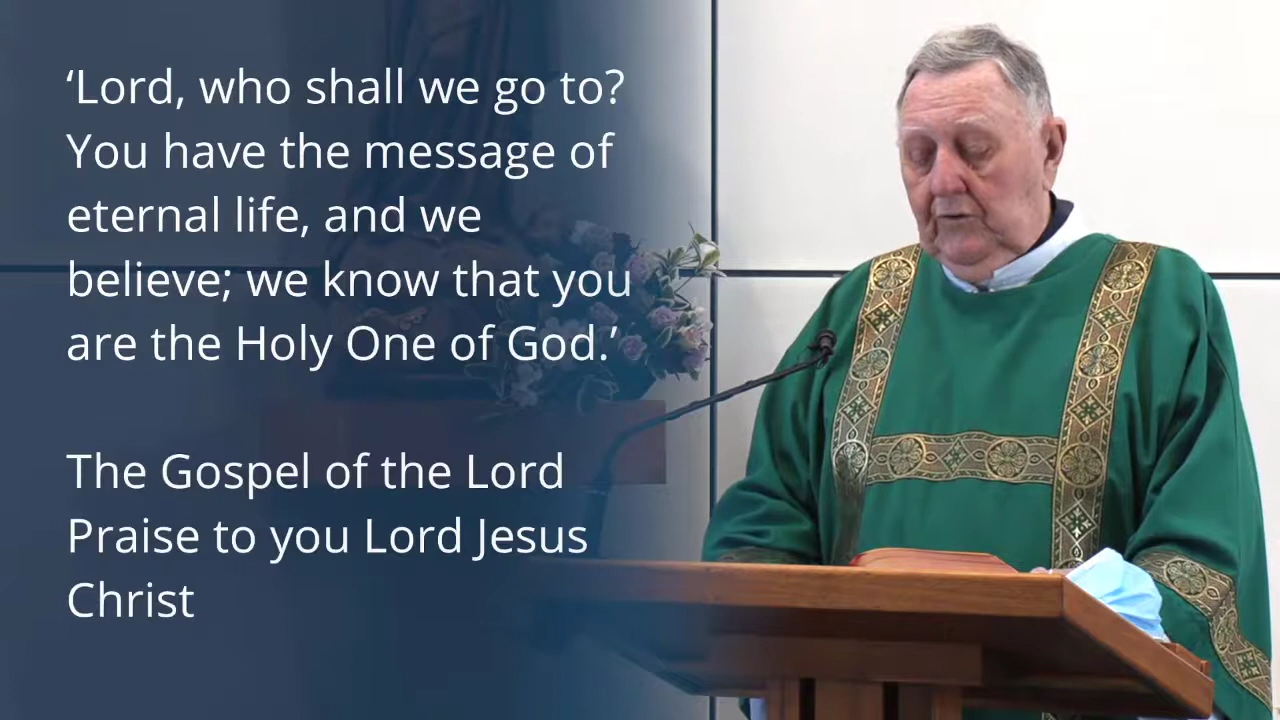 ‘Lord, who shall we go to?
You have the message of
eternal life, and we
believe; we know that you
are the Holy One of God.’
The Gospel of the Lord
Praise to you Lord Jesus
Christ